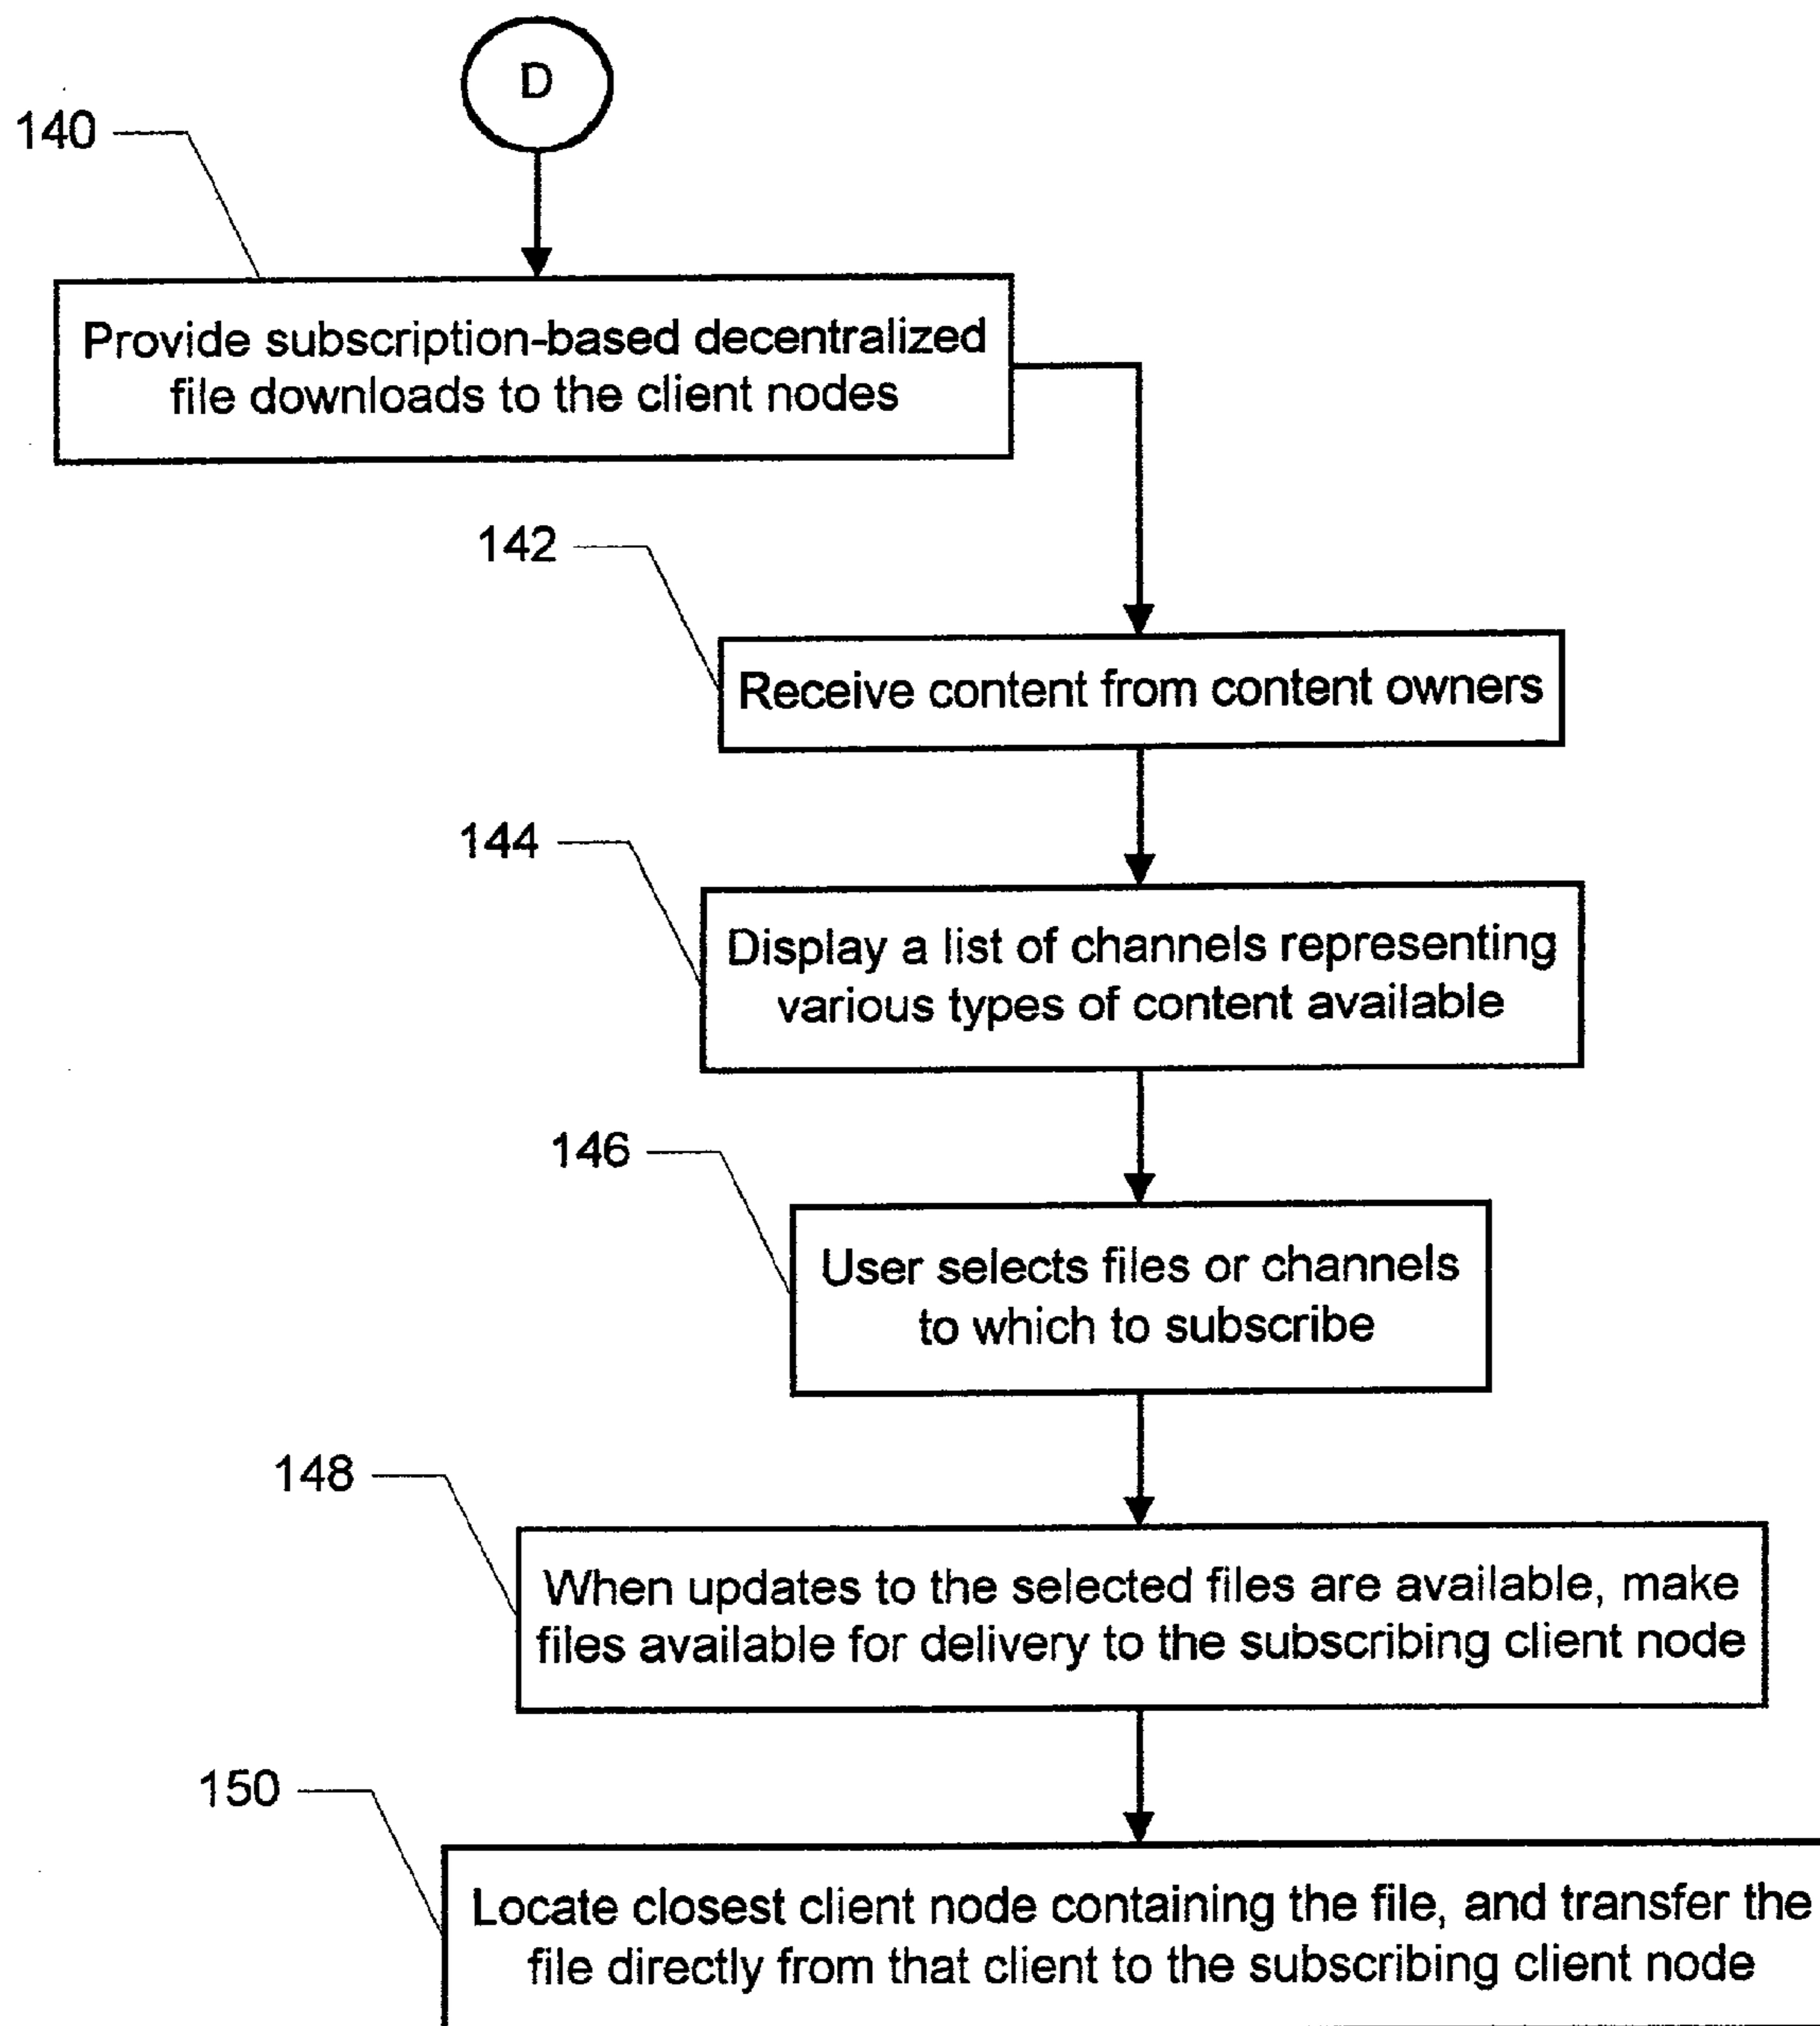 D
140
Provide subscription-based decentralized
file downloads to the client nodes
142
Receive content from content owners
144
Display a list of channels representing
various types of content available
146
User selects files or channels
to which to subscribe
148
When updates to the selected files are available, make
files available for delivery to the subscribing client node
150
Locate closest client node containing the file, and transfer the
file directly from that client to the subscribing client node